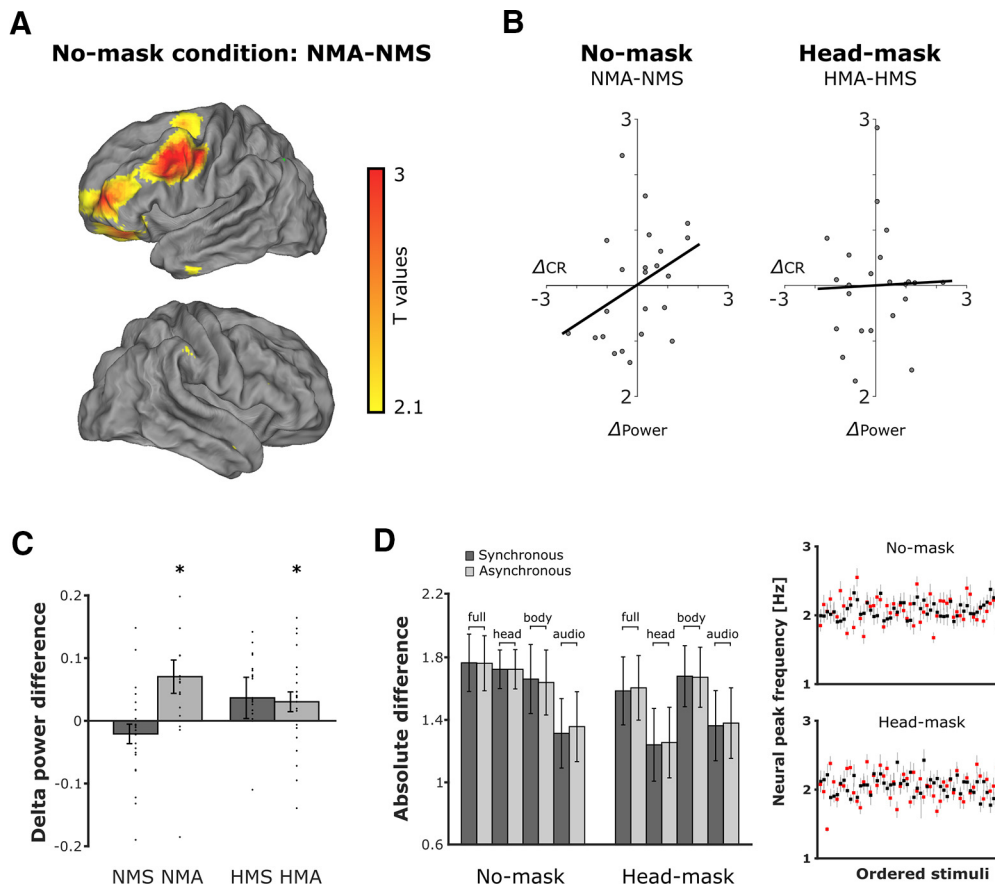 A
No-mask condition: NMA-NMS
3
T values
2.1
B
No-mask
NMA-NMS
3
ΔCR
-3
3
2
ΔPower
Head-mask
HMA-HMS
3
ΔCR
-3
3
2
ΔPower
C
Delta power difference
0.2
0.1
0
-0.1
-0.2
*
*
NMS NMA HMS HMA
D
Synchronous
Asynchronous
Absolute difference
2.2
1.8
1.4
1
0.6
full
head
body
audio
full
head
body
audio
No-mask
Head-mask
Neural peak frequency [Hz]
No-mask
3
2
1
Head-mask
3
2
1
Ordered stimuli